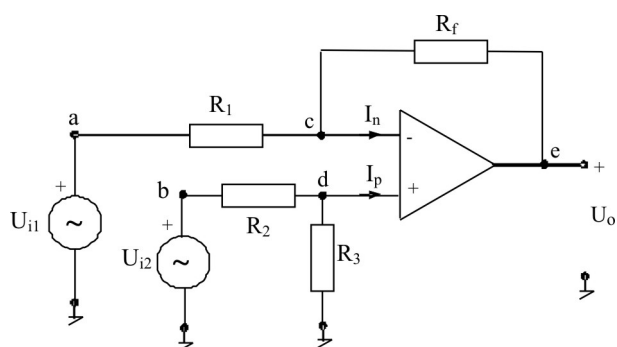 R_f
R_1
a
c
I_n
-
e
+
b
d
I_p
+
+
+
U_i1
~
R_2
R_3
U_o
U_i2
~